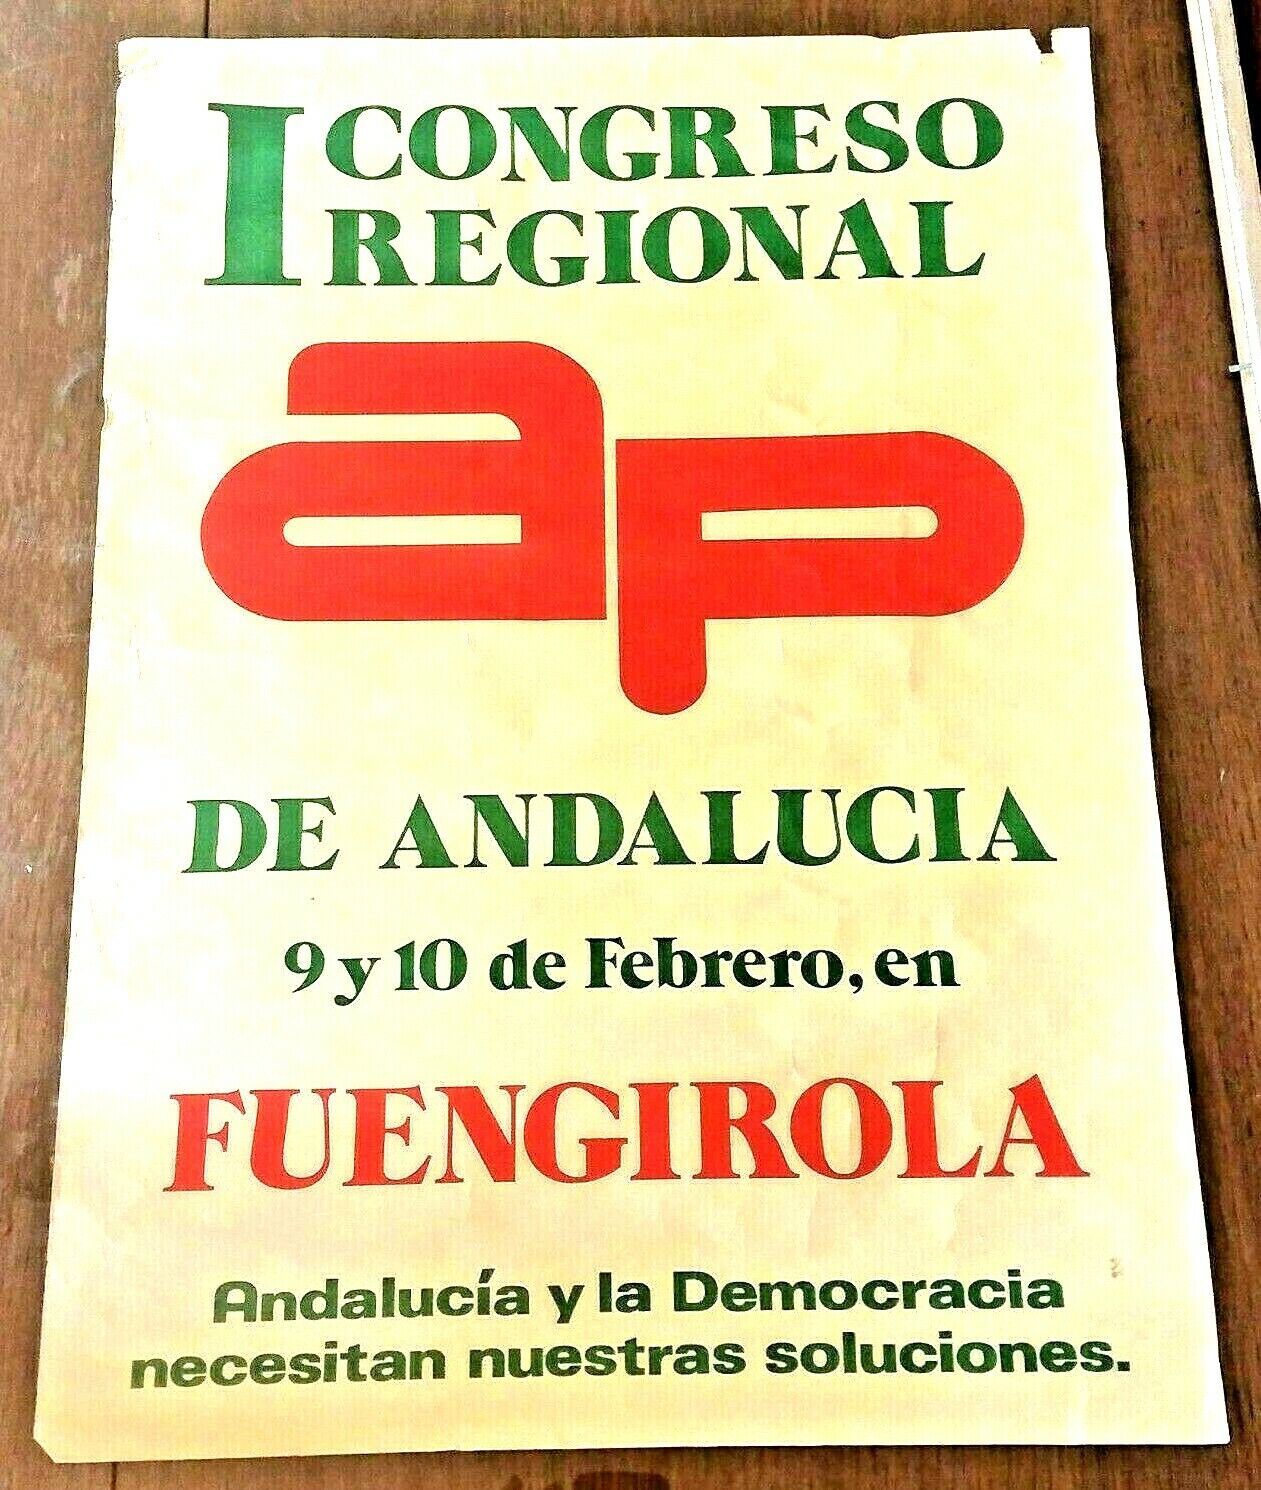 I CONGRESO
REGIONAL
ap
DE ANDALUCIA
9 y 10 de Febrero, en
FUENGIROLA
Andalucía y la Democracia
necesitan nuestras soluciones.